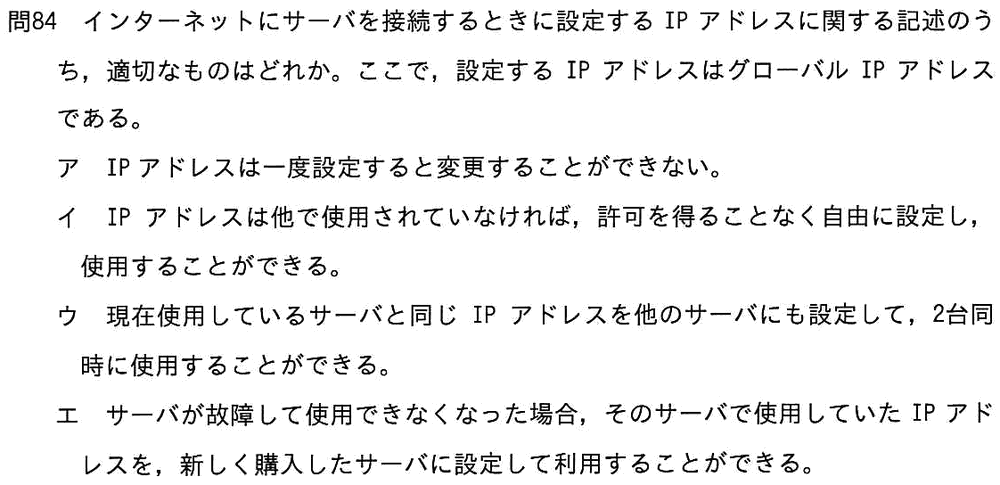 問84 インターネットにサーバを接続するときに設定する IP アドレスに関する記述のう
ち，適切なものはどれか。ここで，設定する IP アドレスはグローバル IP アドレス
である。
ア IP アドレスは一度設定すると変更することができない。
イ IP アドレスは他で使用されていなければ，許可を得ることなく自由に設定し，
使用することができる。
ウ 現在使用しているサーバと同じ IP アドレスを他のサーバにも設定して，2台同
時に使用することができる。
エ サーバが故障して使用できなくなった場合，そのサーバで使用していた IP アド
レスを，新しく購入したサーバに設定して利用することができる。